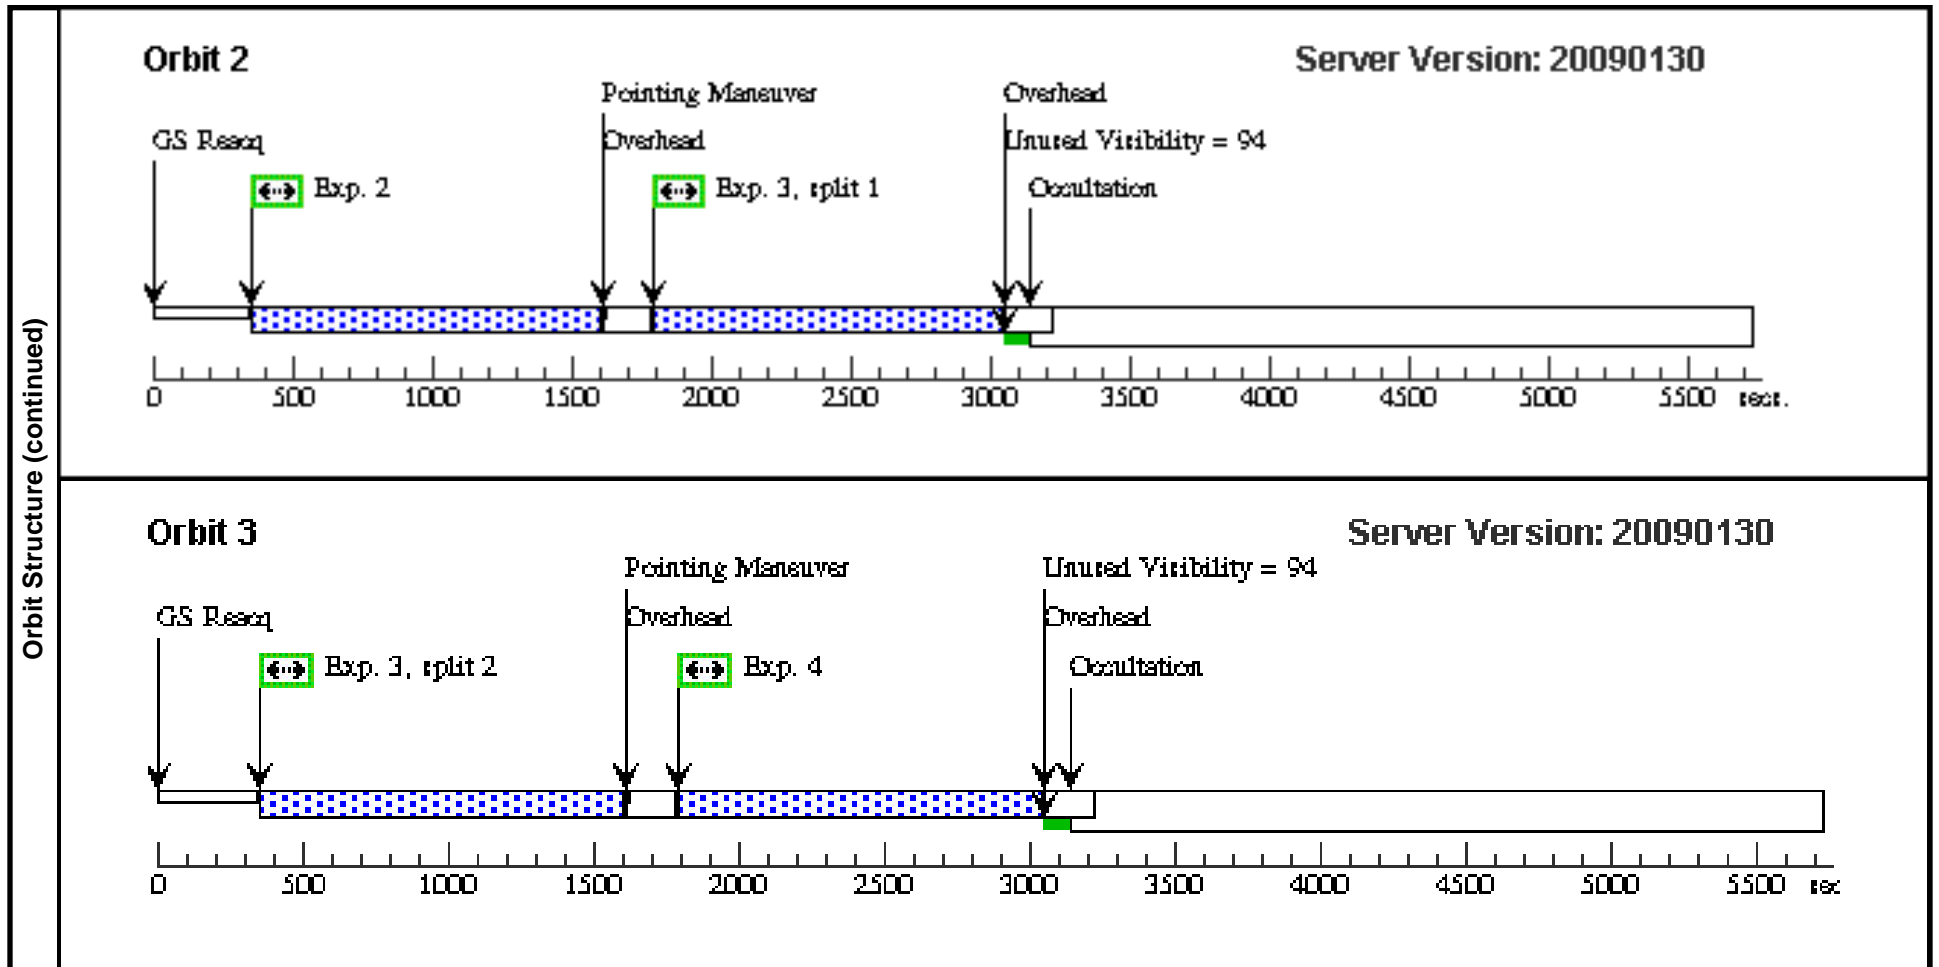 Orbit Structure (continued)
Orbit 2
Server Version: 20090130
Pointing Maneuver
Overhead
GS Reacq
Overhead
Unused Visibility = 94
Exp. 2
Exp. 3, split 1
Occultation
0 500 1000 1500 2000 2500 3000 3500 4000 4500 5000 5500 secs.
Orbit 3
Server Version: 20090130
Pointing Maneuver
Unused Visibility = 94
GS Reacq
Overhead
Overhead
Exp. 3, split 2
Exp. 4
Occultation
0 500 1000 1500 2000 2500 3000 3500 4000 4500 5000 5500 sec